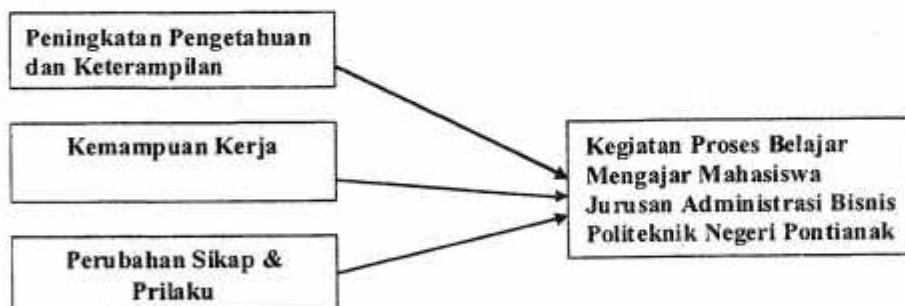 Peningkatan Pengetahuan
dan Keterampilan
Kemampuan Kerja
Perubahan Sikap &
Prilaku
Kegiatan Proses Belajar
Mengajar Mahasiswa
Jurusan Administrasi Bisnis
Politeknik Negeri Pontianak